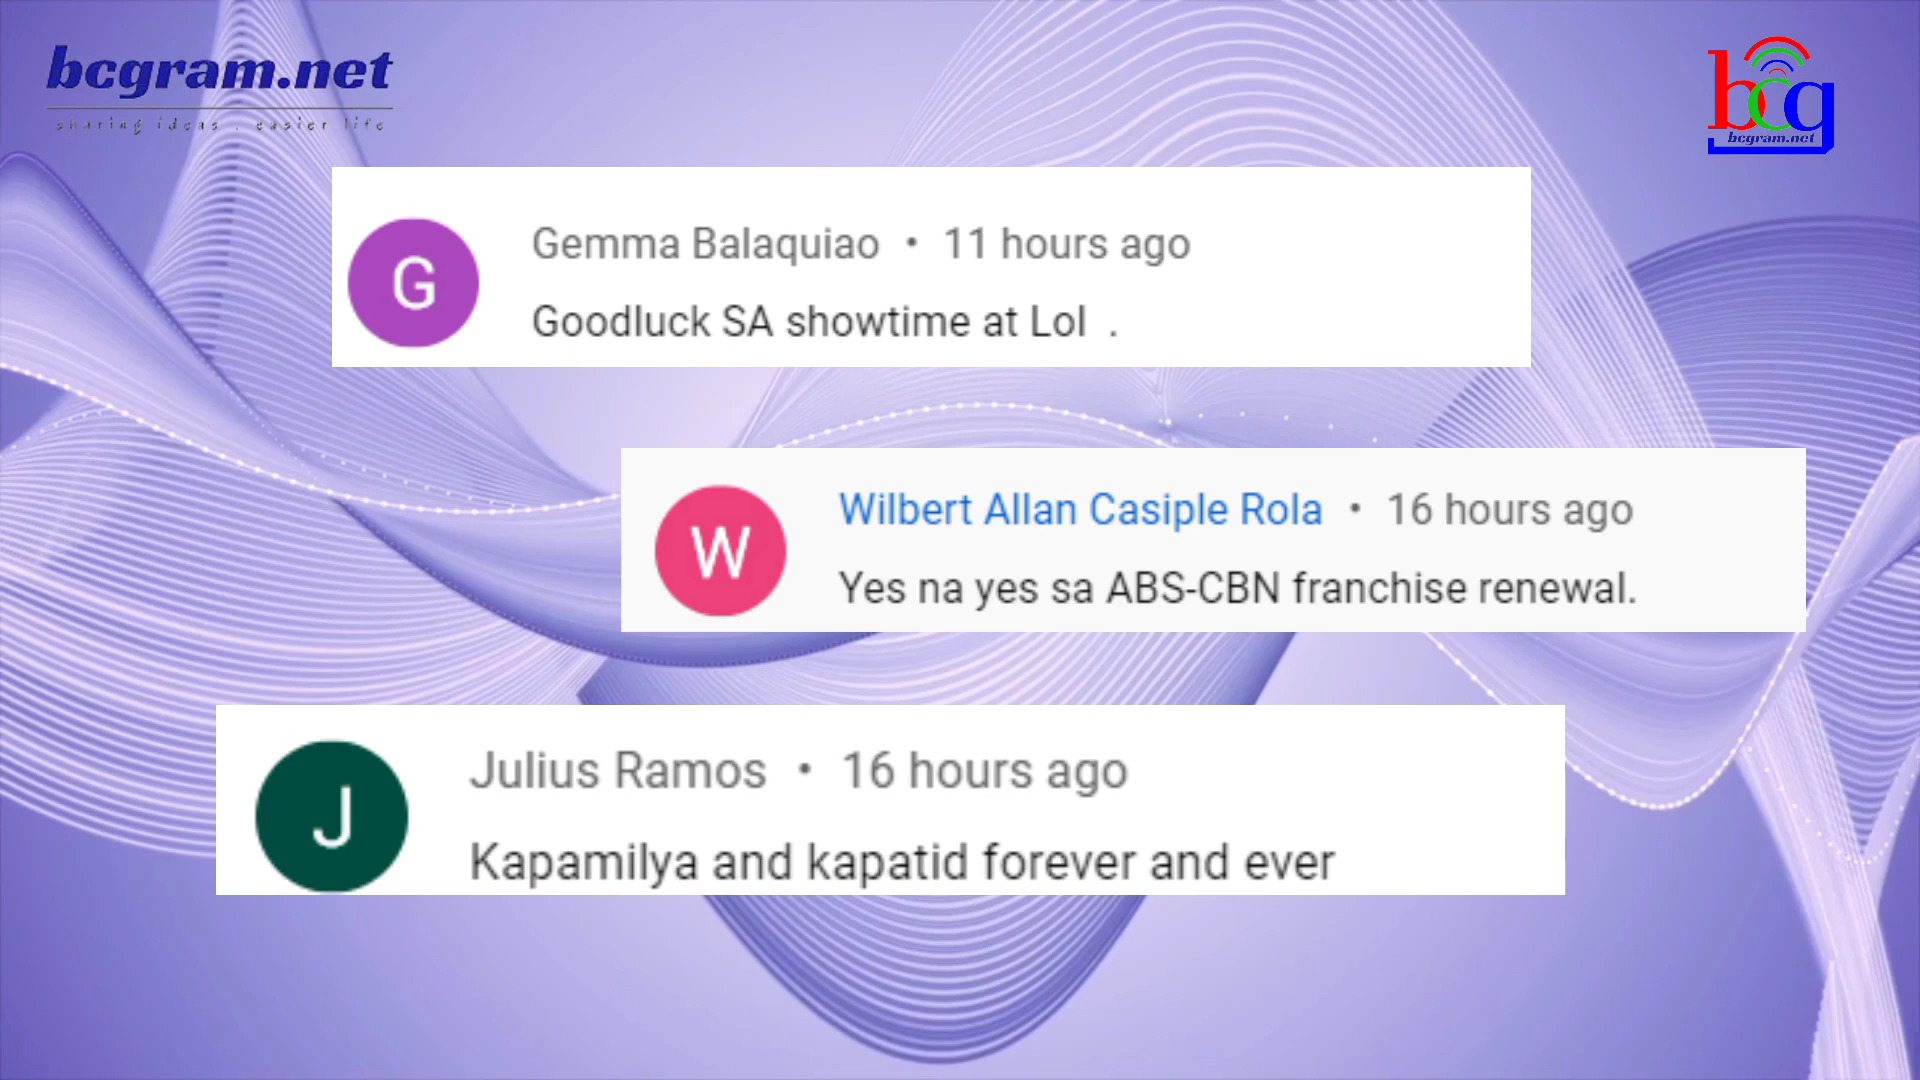 bcgram.net
sharing ideas . easier life
bcg
bcgram.net
Gemma Balaquiao • 11 hours ago
G
Goodluck SA showtime at Lol .
Wilbert Allan Casiple Rola • 16 hours ago
W
Yes na yes sa ABS-CBN franchise renewal.
Julius Ramos • 16 hours ago
J
Kapamilya and kapatid forever and ever